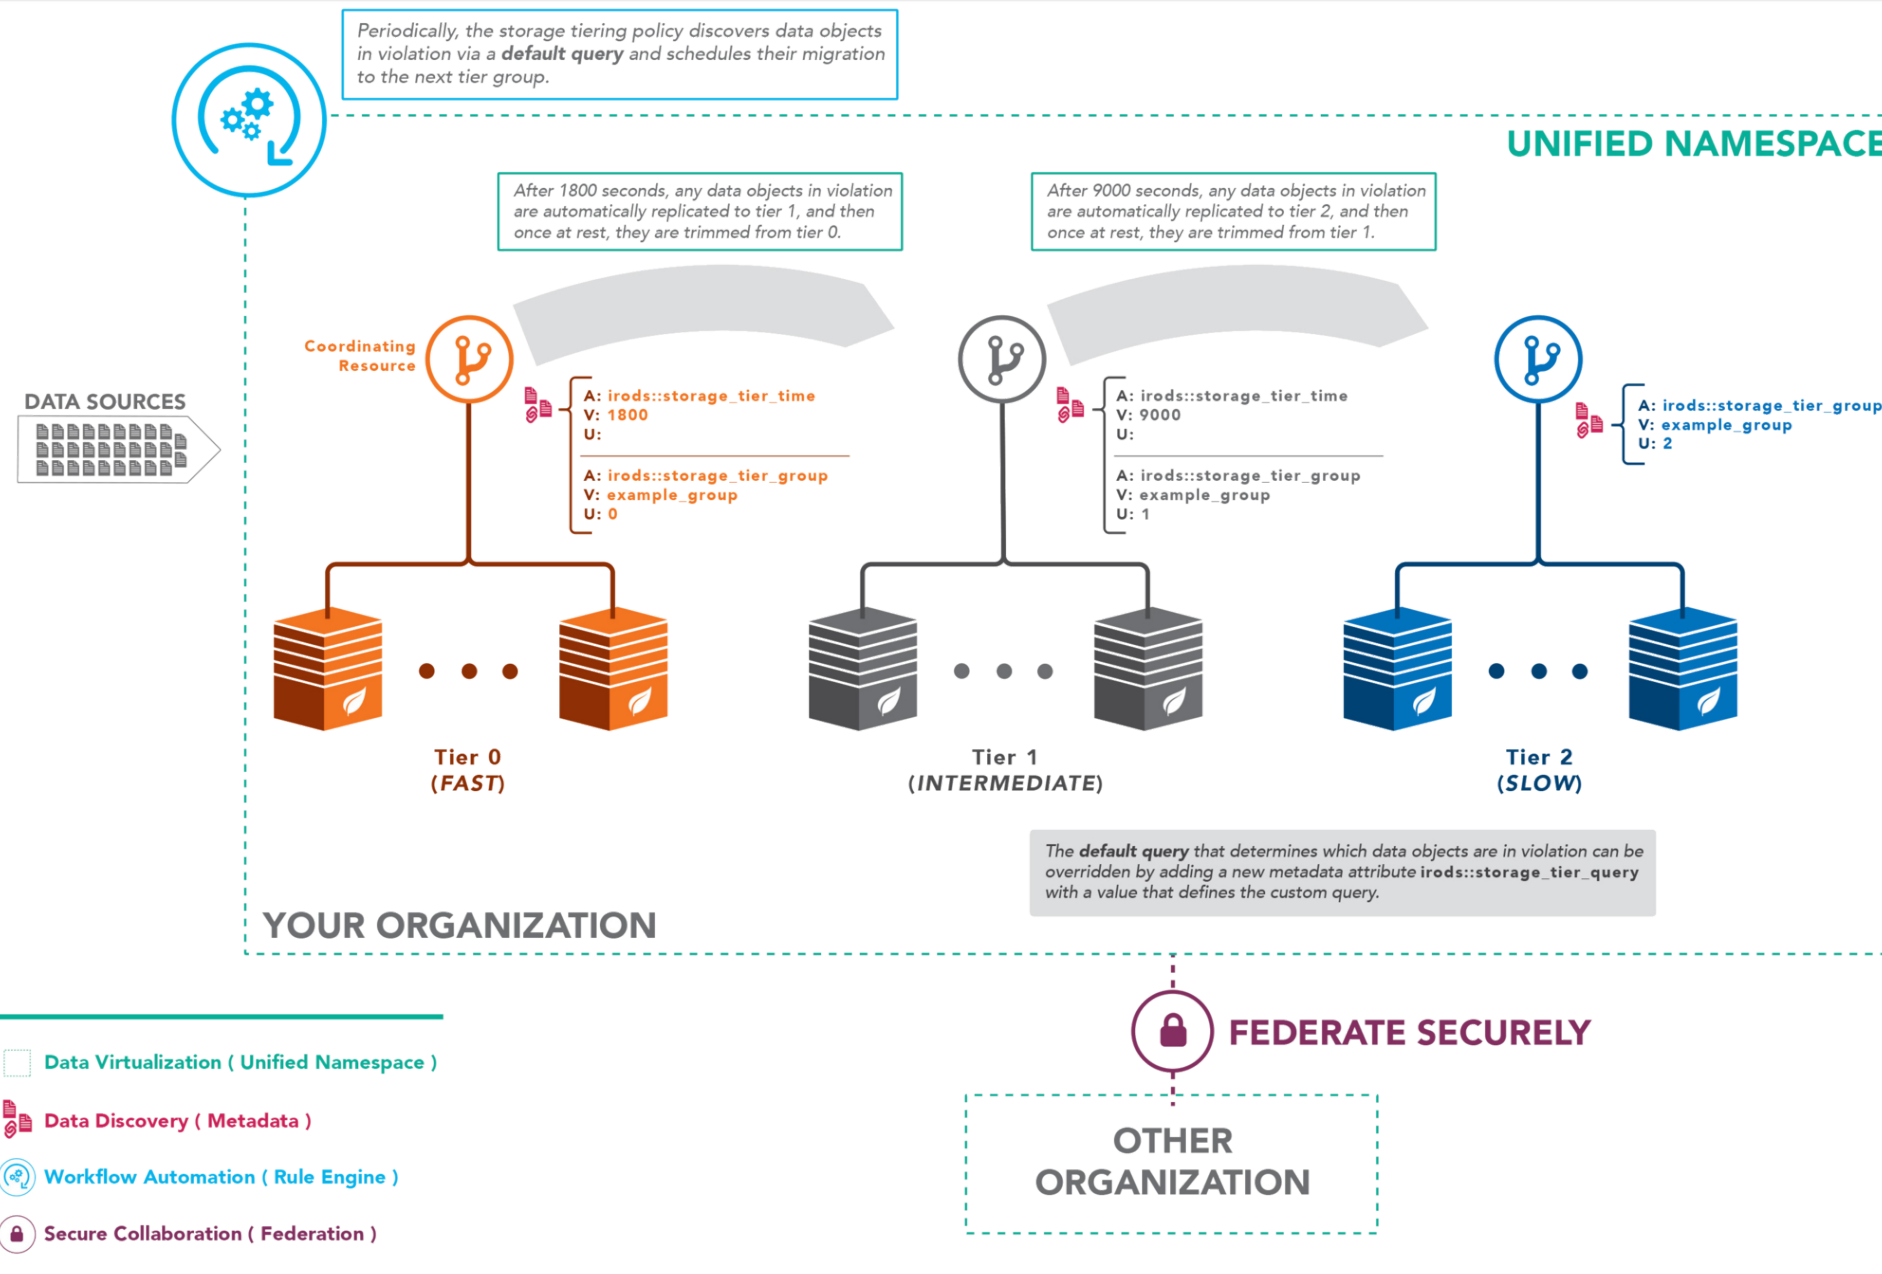 Periodically, the storage tiering policy discovers data objects
in violation via a default query and schedules their migration
to the next tier group.
UNIFIED NAMESPACE
After 1800 seconds, any data objects in violation
are automatically replicated to tier 1, and then
once at rest, they are trimmed from tier 0.
After 9000 seconds, any data objects in violation
are automatically replicated to tier 2, and then
once at rest, they are trimmed from tier 1.
Coordinating
Resource
DATA SOURCES
A: irods::storage_tier_time
V: 1800
U:
A: irods::storage_tier_group
V: example_group
U: 0
A: irods::storage_tier_time
V: 9000
U:
A: irods::storage_tier_group
V: example_group
U: 1
A: irods::storage_tier_group
V: example_group
U: 2
Tier 0
(FAST)
Tier 1
(INTERMEDIATE)
Tier 2
(SLOW)
The default query that determines which data objects are in violation can be
overridden by adding a new metadata attribute irods::storage_tier_query
with a value that defines the custom query.
YOUR ORGANIZATION
FEDERATE SECURELY
OTHER
ORGANIZATION
Data Virtualization ( Unified Namespace )
Data Discovery ( Metadata )
Workflow Automation ( Rule Engine )
Secure Collaboration ( Federation )